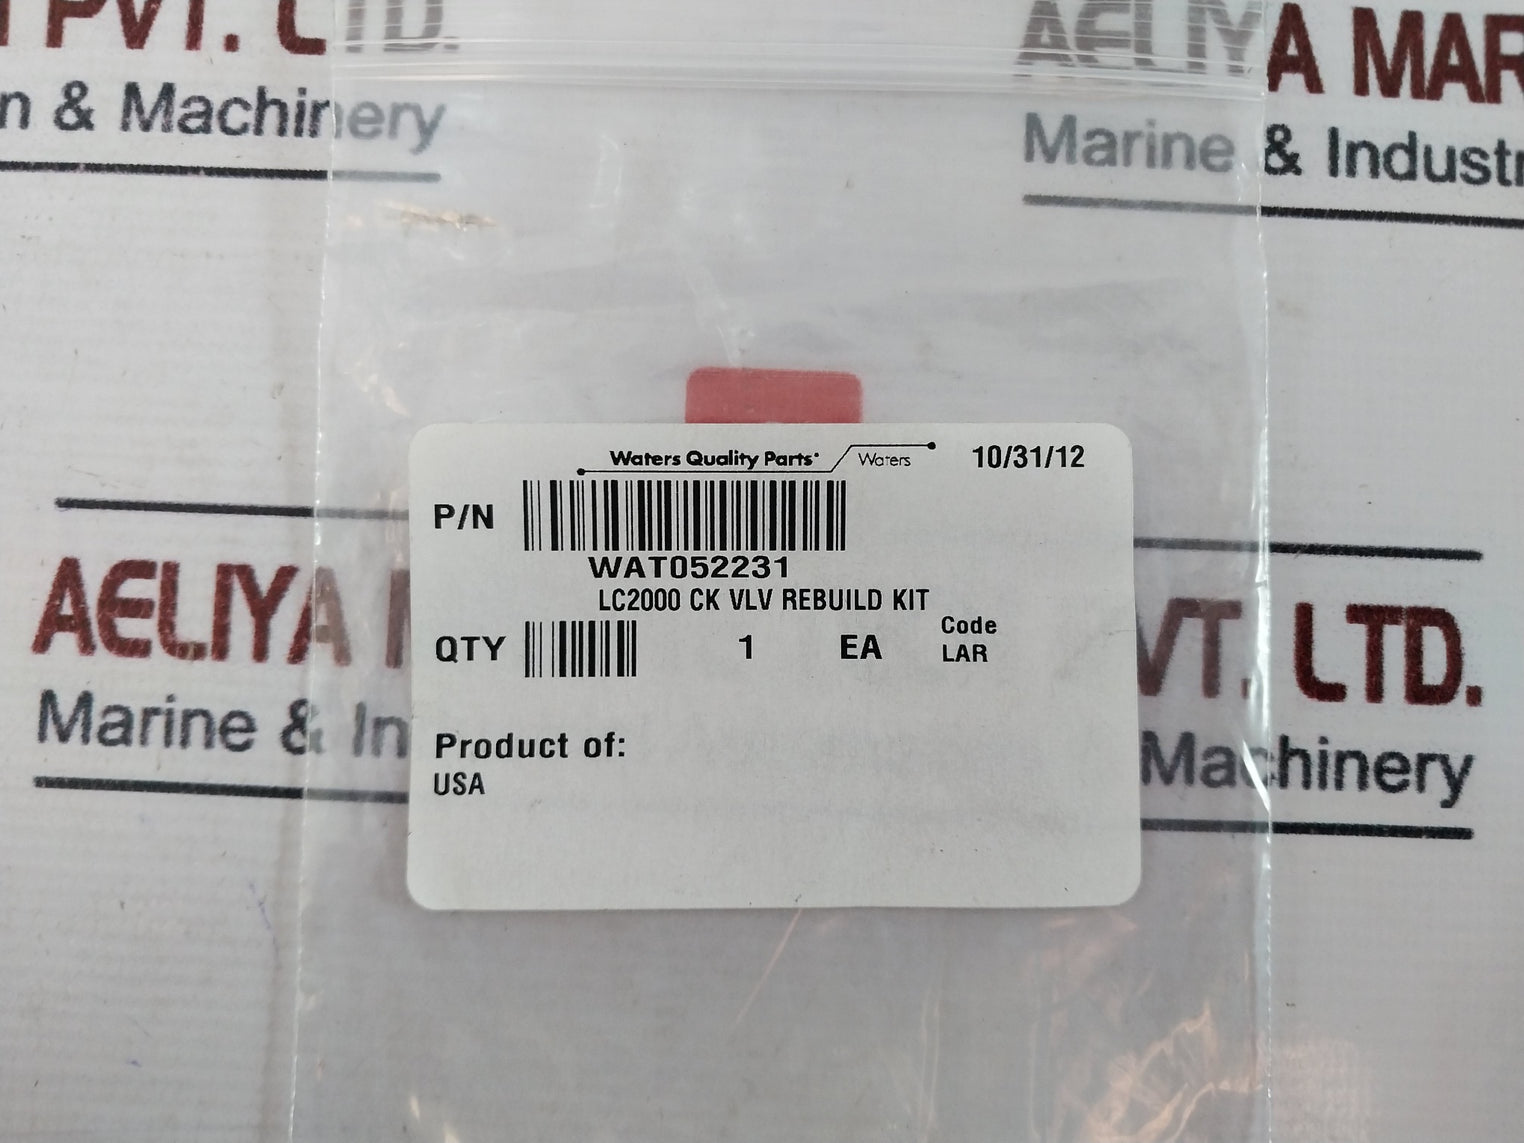 PVT. LTD.
AELIYA MAR
n & Machinery
Marine & Industr
Waters Quality Parts
Waters
10/31/12
P/N
WAT052231
LC2000 CK VLV REBUILD KIT
QTY
1
EA
Code
LAR
Product of:
USA
AELIYA
VT. LTD.
Marine & In
Machinery